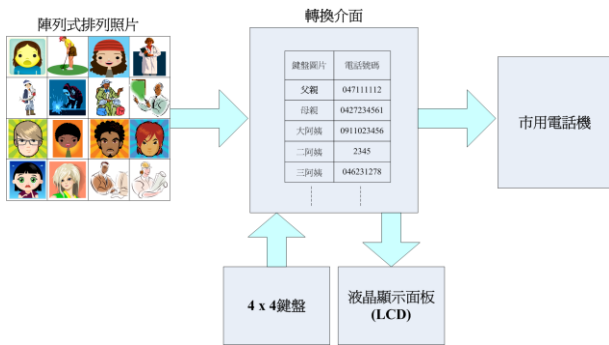 陣列式排列照片
轉換介面
鍵盤圖片 電話號碼
父親 047111112
母親 0427234561
大阿姨 0911023456
二阿姨 2345
三阿姨 046231278
市用電話機
4 x 4鍵盤
液晶顯示面板
(LCD)